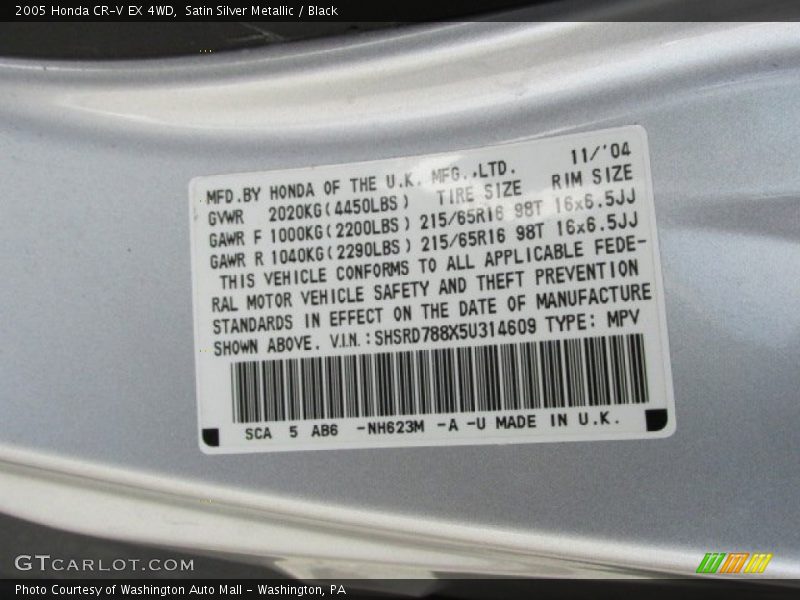 2005 Honda CR-V EX 4WD, Satin Silver Metallic / Black
MFD.BY HONDA OF THE U.K. MFG.,LTD. 11/'04
GVWR 2020KG(4450LBS) TIRE SIZE RIM SIZE
GAWR F 1000KG(2200LBS) 215/65R16 98T 16x6.5JJ
GAWR R 1040KG(2290LBS) 215/65R16 98T 16x6.5JJ
THIS VEHICLE CONFORMS TO ALL APPLICABLE FEDE-
RAL MOTOR VEHICLE SAFETY AND THEFT PREVENTION
STANDARDS IN EFFECT ON THE DATE OF MANUFACTURE
SHOWN ABOVE. V.I.N.:SHSRD788X5U314609 TYPE: MPV
SCA 5 AB6 -NH623M -A -U MADE IN U.K.
GTCARLOT.COM
Photo Courtesy of Washington Auto Mall - Washington, PA